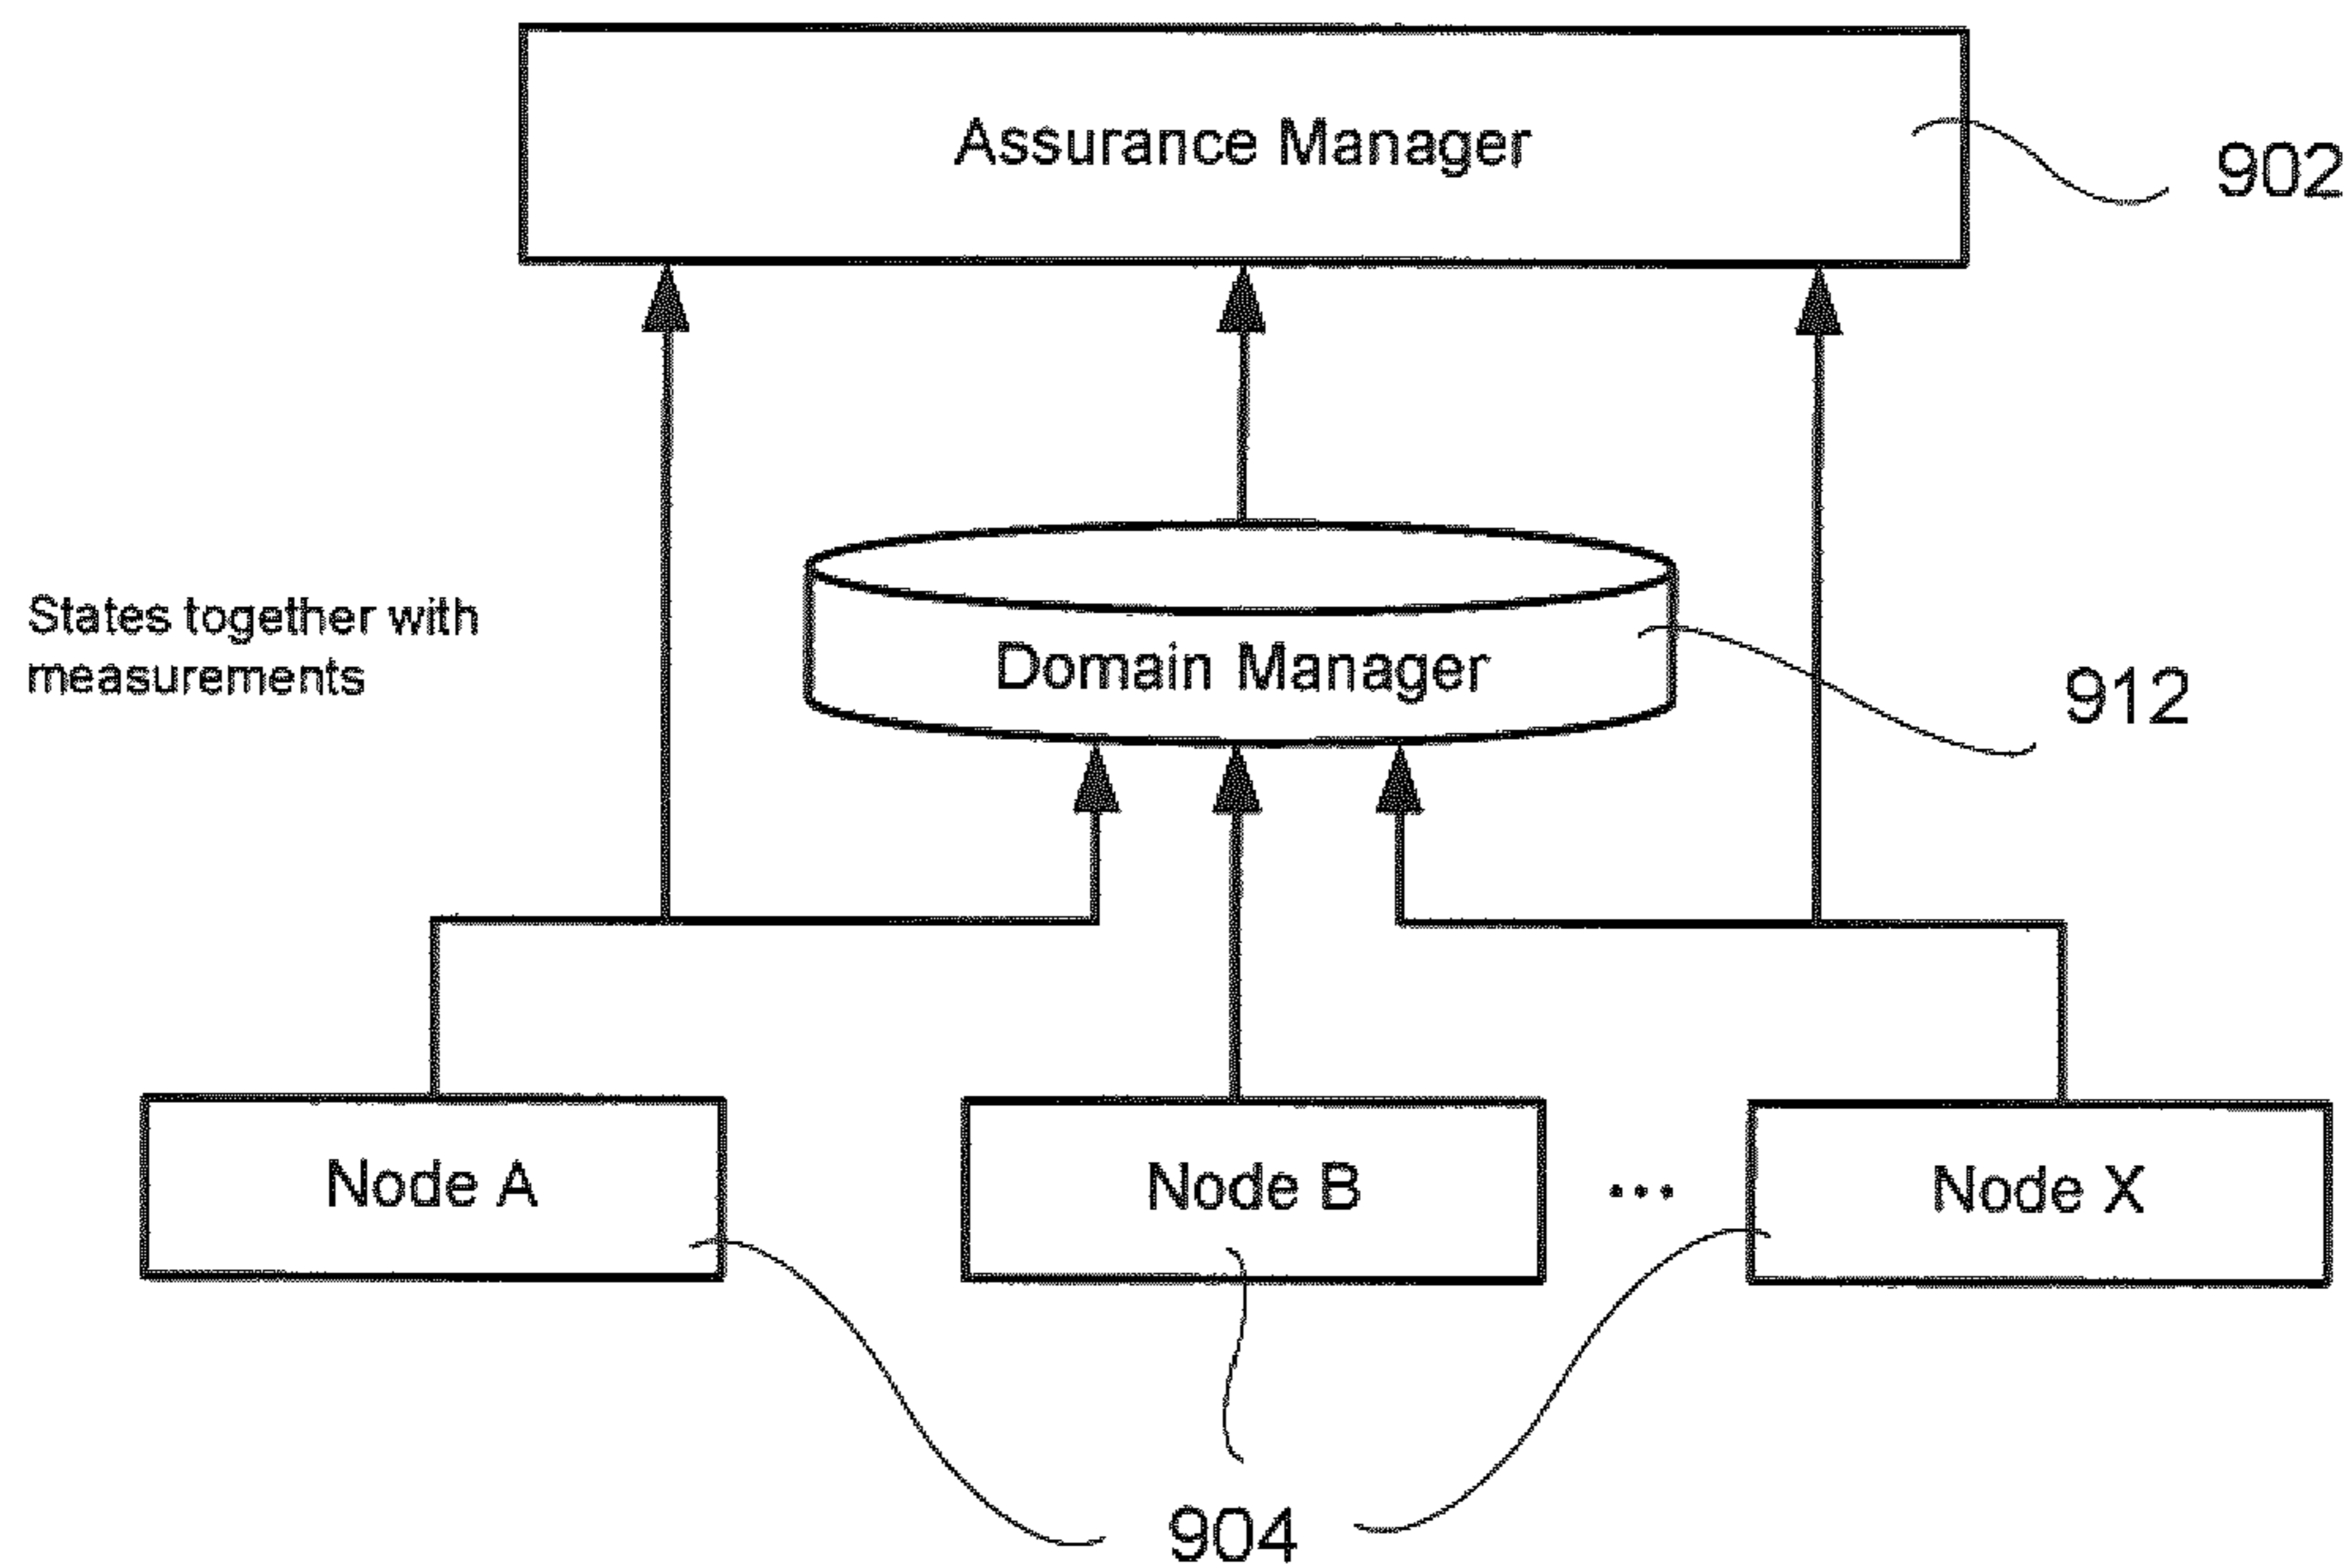 Assurance Manager
902
States together with
measurements
Domain Manager
912
Node A
Node B
...
Node X
904